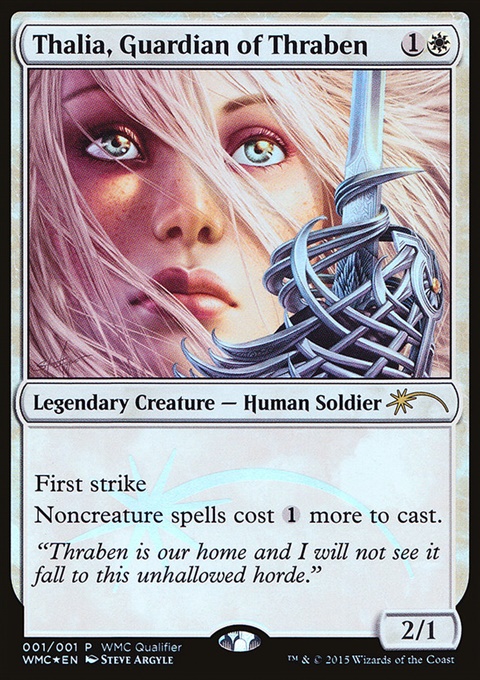 Thalia, Guardian of Thraben 1
Legendary Creature — Human Soldier
First strike
Noncreature spells cost 1 more to cast.
“Thraben is our home and I will not see it
fall to this unhallowed horde.”
2/1
001/001 P WMC Qualifier
WMC★EN Steve Argyle ™ & © 2015 Wizards of the Coast